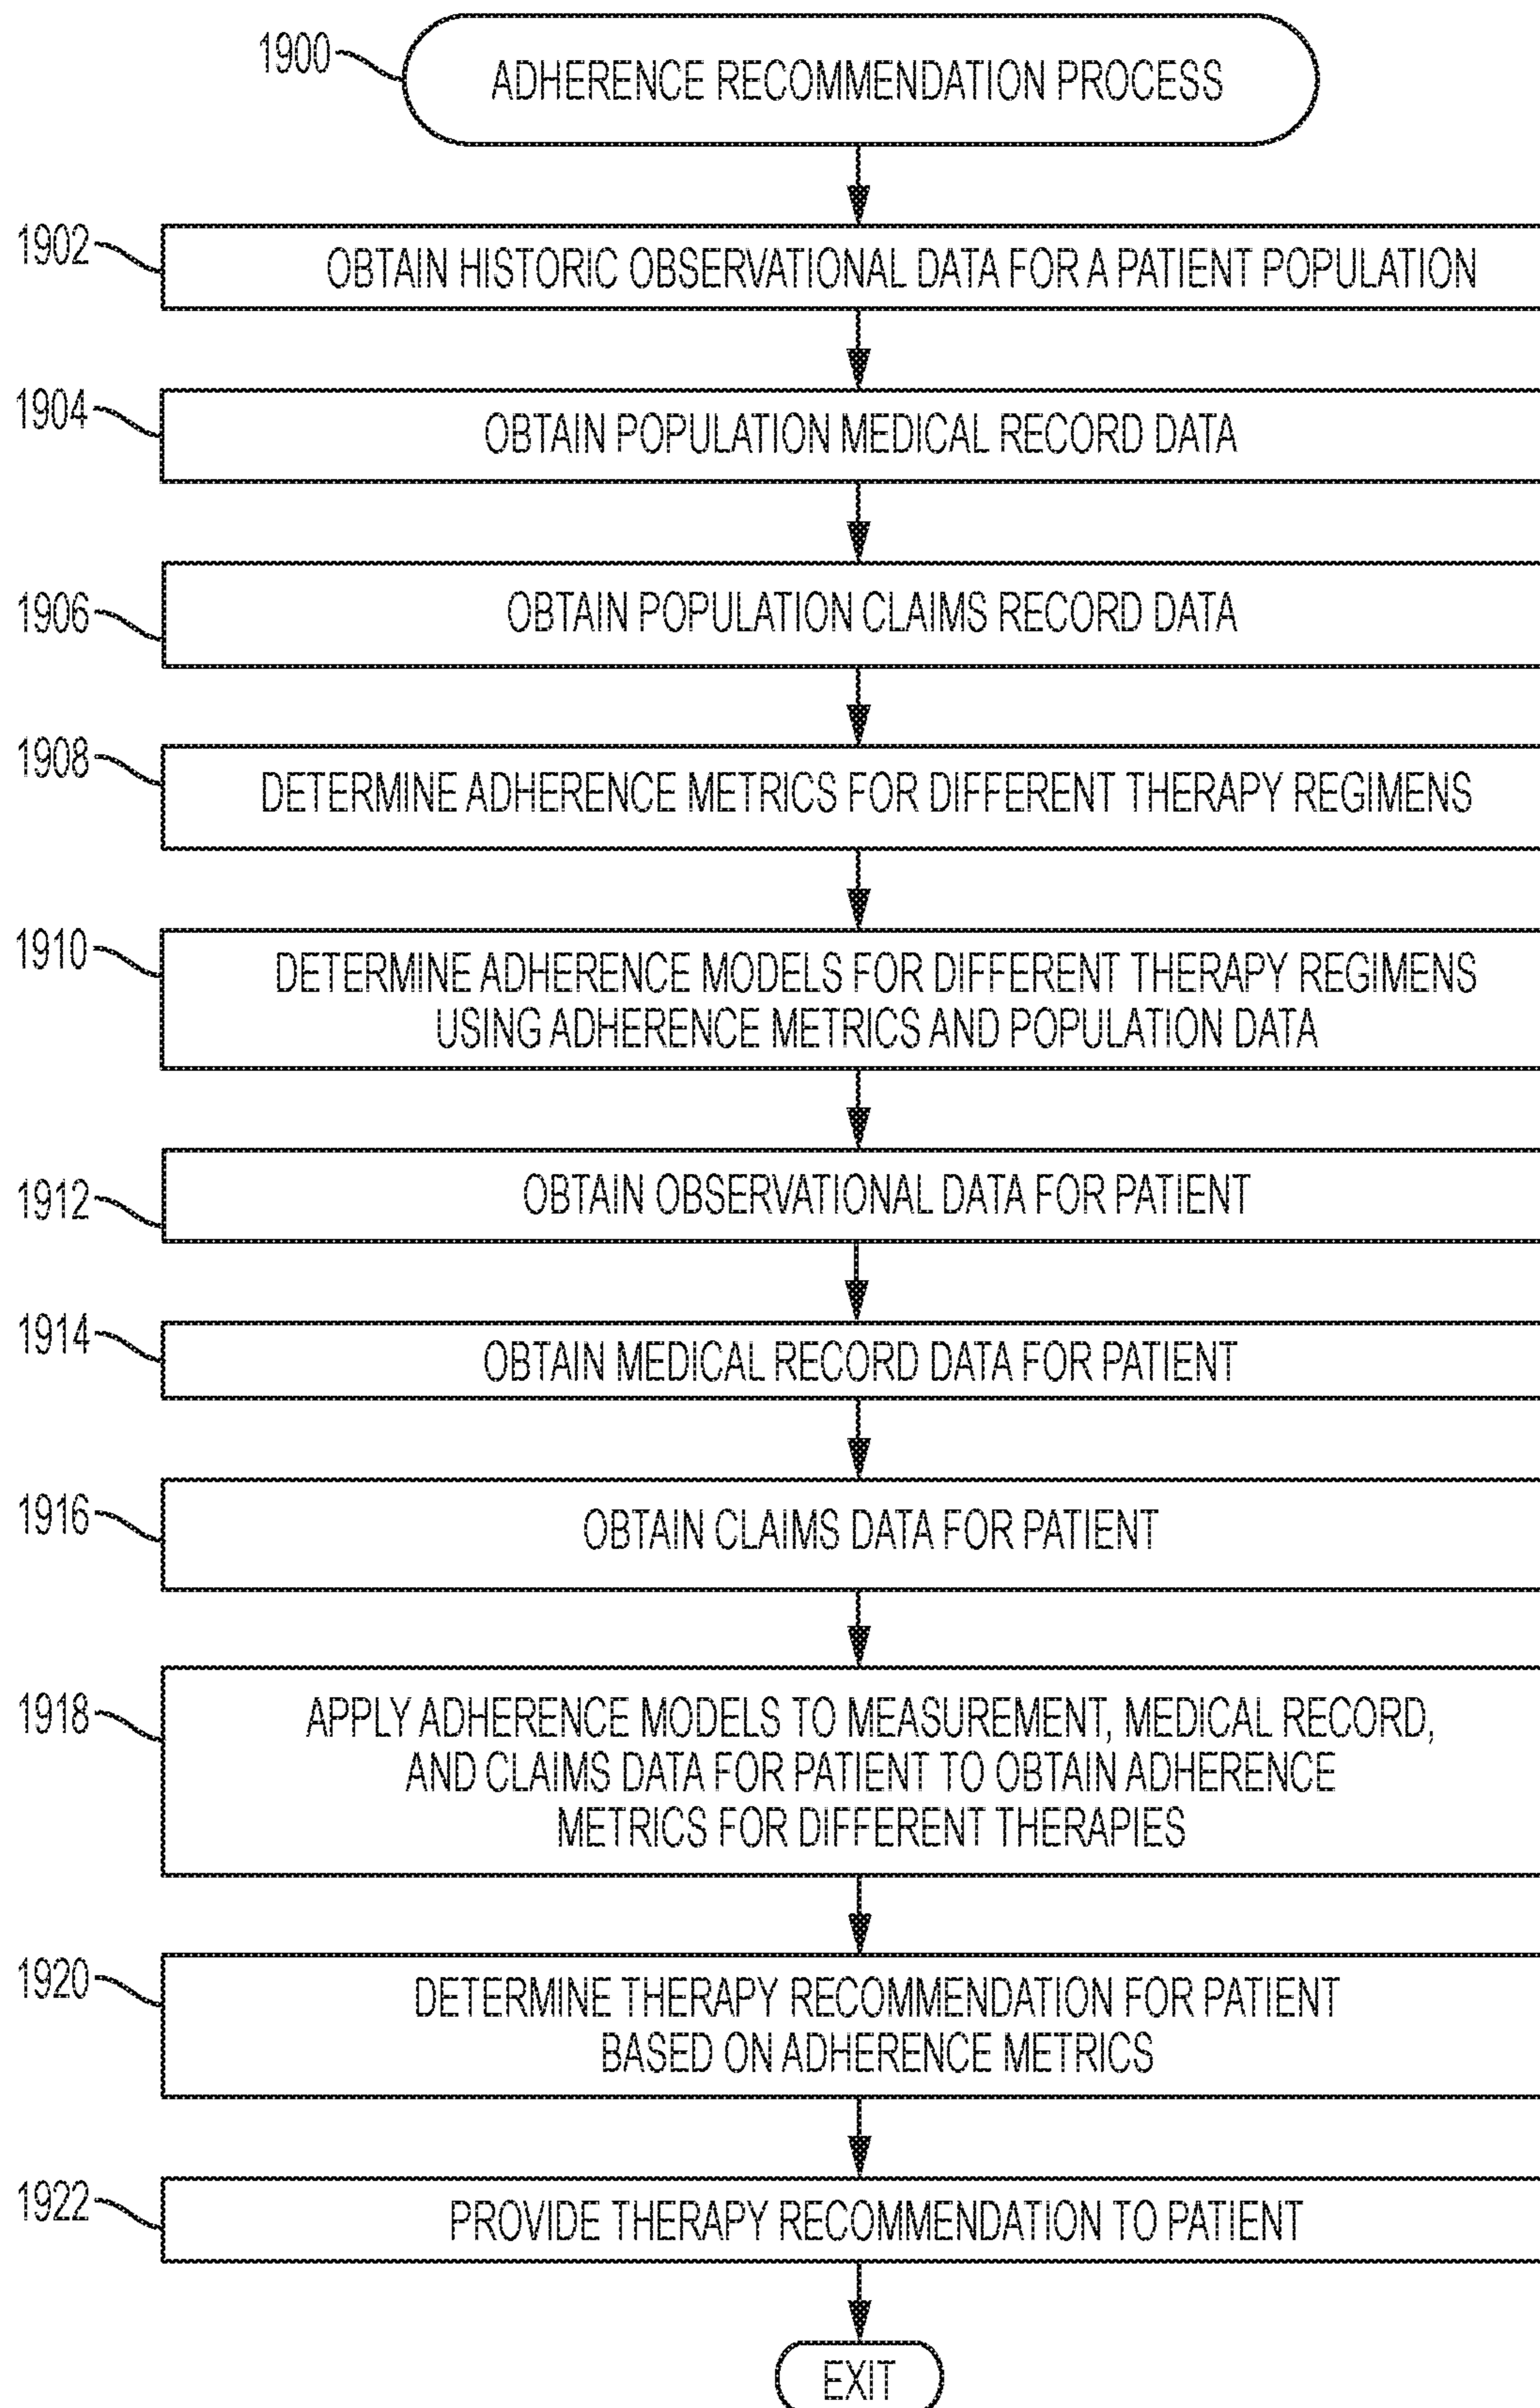 1900
ADHERENCE RECOMMENDATION PROCESS
1902
OBTAIN HISTORIC OBSERVATIONAL DATA FOR A PATIENT POPULATION
1904
OBTAIN POPULATION MEDICAL RECORD DATA
1906
OBTAIN POPULATION CLAIMS RECORD DATA
1908
DETERMINE ADHERENCE METRICS FOR DIFFERENT THERAPY REGIMENS
1910
DETERMINE ADHERENCE MODELS FOR DIFFERENT THERAPY REGIMENS
USING ADHERENCE METRICS AND POPULATION DATA
1912
OBTAIN OBSERVATIONAL DATA FOR PATIENT
1914
OBTAIN MEDICAL RECORD DATA FOR PATIENT
1916
OBTAIN CLAIMS DATA FOR PATIENT
1918
APPLY ADHERENCE MODELS TO MEASUREMENT, MEDICAL RECORD,
AND CLAIMS DATA FOR PATIENT TO OBTAIN ADHERENCE
METRICS FOR DIFFERENT THERAPIES
1920
DETERMINE THERAPY RECOMMENDATION FOR PATIENT
BASED ON ADHERENCE METRICS
1922
PROVIDE THERAPY RECOMMENDATION TO PATIENT
EXIT